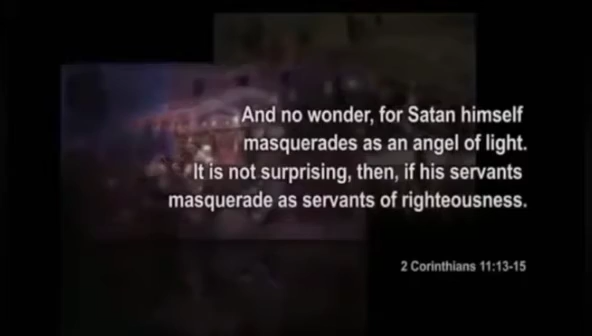 And no wonder, for Satan himself
masquerades as an angel of light.
It is not surprising, then, if his servants
masquerade as servants of righteousness.
2 Corinthians 11:13-15